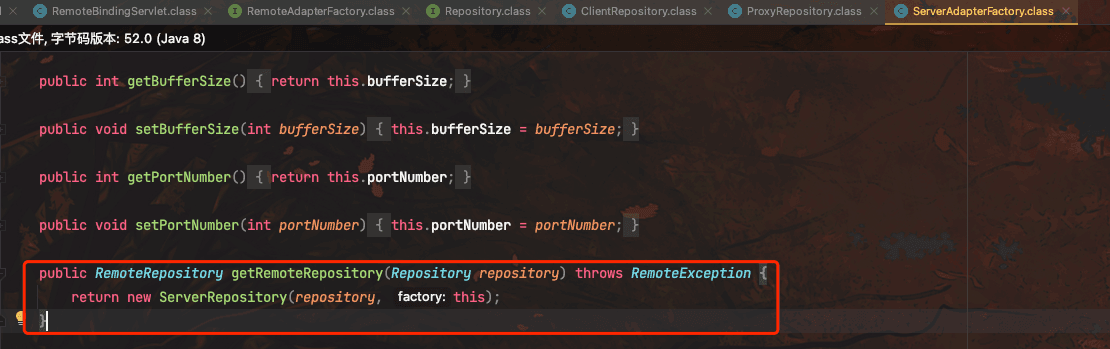 RemoteBindingServlet.class RemoteAdapterFactory.class Repository.class ClientRepository.class ProxyRepository.class ServerAdapterFactory.class
ass文件, 字节码版本: 52.0 (Java 8)
public int getBufferSize() { return this.bufferSize; }
public void setBufferSize(int bufferSize) { this.bufferSize = bufferSize; }
public int getPortNumber() { return this.portNumber; }
public void setPortNumber(int portNumber) { this.portNumber = portNumber; }
public RemoteRepository getRemoteRepository(Repository repository) throws RemoteException {
return new ServerRepository(repository, factory: this);
}